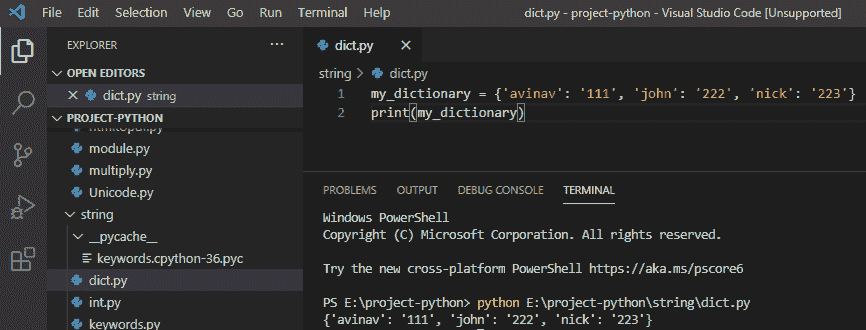 File Edit Selection View Go Run Terminal Help dict.py - project-python - Visual Studio Code [Unsupported]
EXPLORER ···
OPEN EDITORS
dict.py string
PROJECT-PYTHON
module.py
multiply.py
Unicode.py
string
__pycache__
keywords.cpython-36.pyc
dict.py
int.py
keywords.py
dict.py
string > dict.py
1 my_dictionary = {'avinav': '111', 'john': '222', 'nick': '223'}
2 print(my_dictionary)
PROBLEMS OUTPUT DEBUG CONSOLE TERMINAL
Windows PowerShell
Copyright (C) Microsoft Corporation. All rights reserved.
Try the new cross-platform PowerShell https://aka.ms/pscore6
PS E:\project-python> python E:\project-python\string\dict.py
{'avinav': '111', 'john': '222', 'nick': '223'}